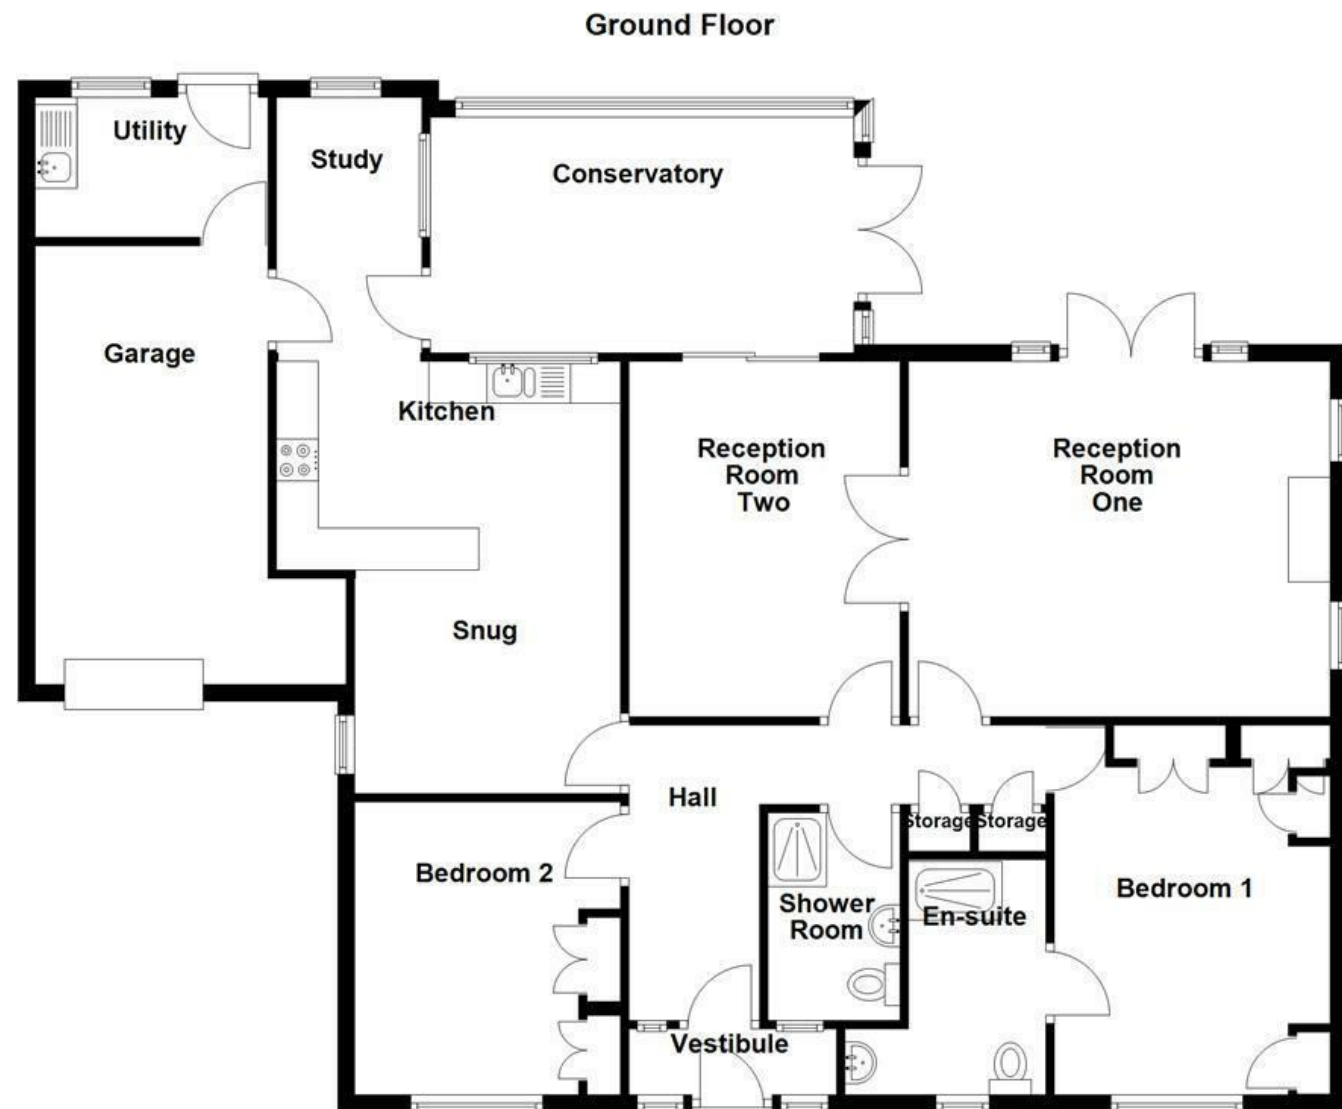 Ground Floor
Utility
Study
Conservatory
Garage
Kitchen
Reception
Room
Two
Reception
Room
One
Snug
Hall
Storage
Storage
Bedroom 2
Shower
Room
En-suite
Bedroom 1
Vestibule